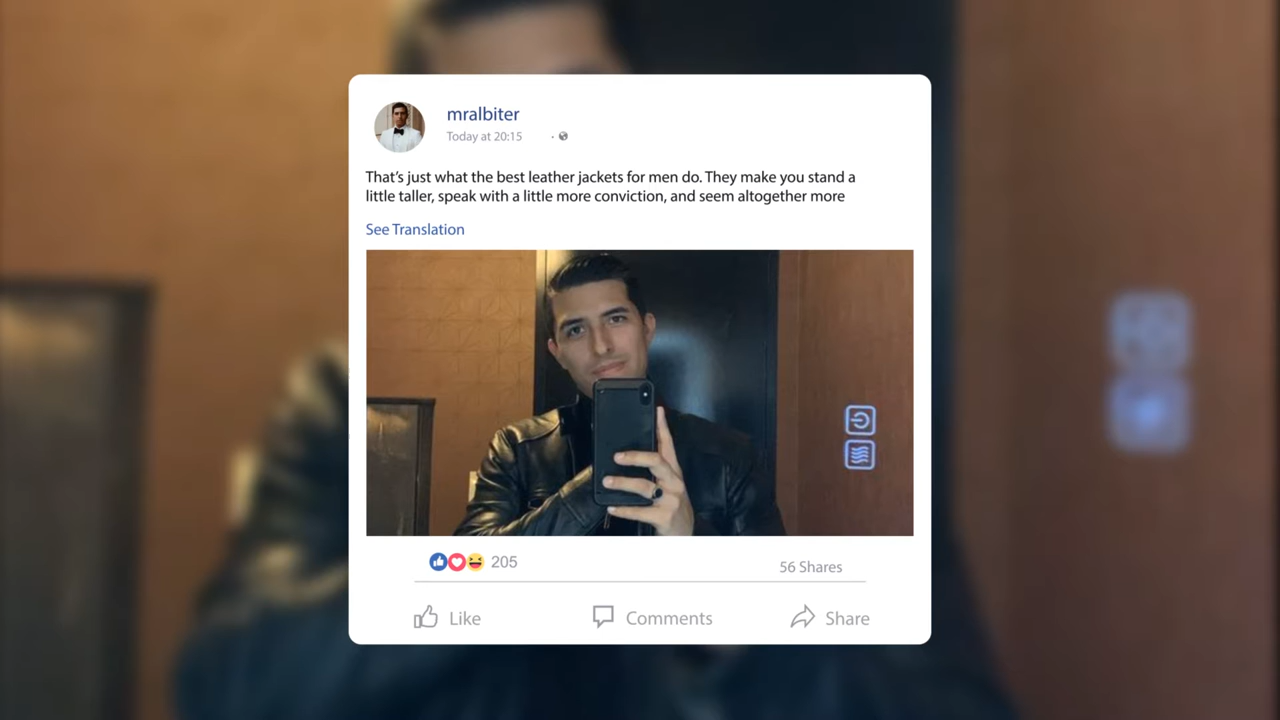 mralbiter
Today at 20:15
That’s just what the best leather jackets for men do. They make you stand a
little taller, speak with a little more conviction, and seem altogether more
See Translation
205
56 Shares
Like
Comments
Share